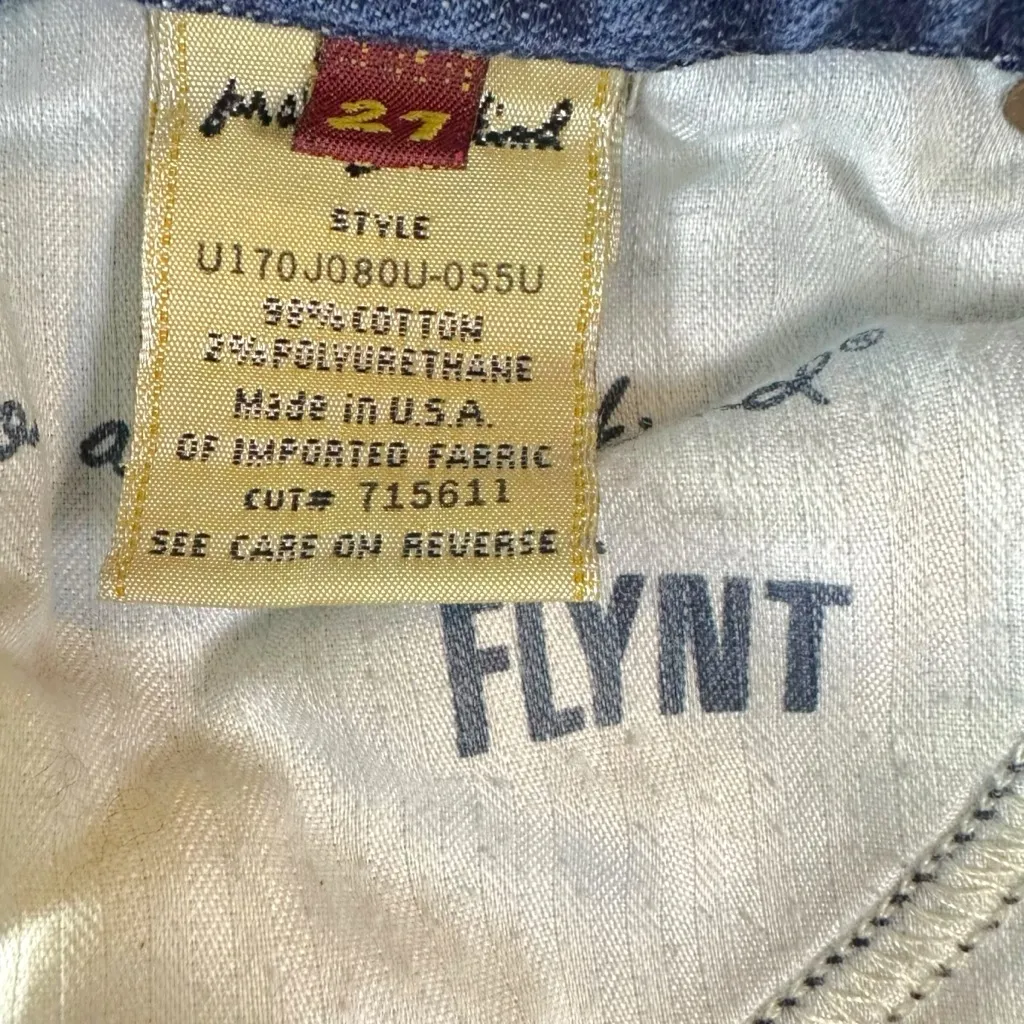 27
STYLE
U170J080U-055U
98% COTTON
2% POLYURETHANE
Made in U.S.A.
OF IMPORTED FABRIC
CUT# 715611
SEE CARE ON REVERSE
FLYNT